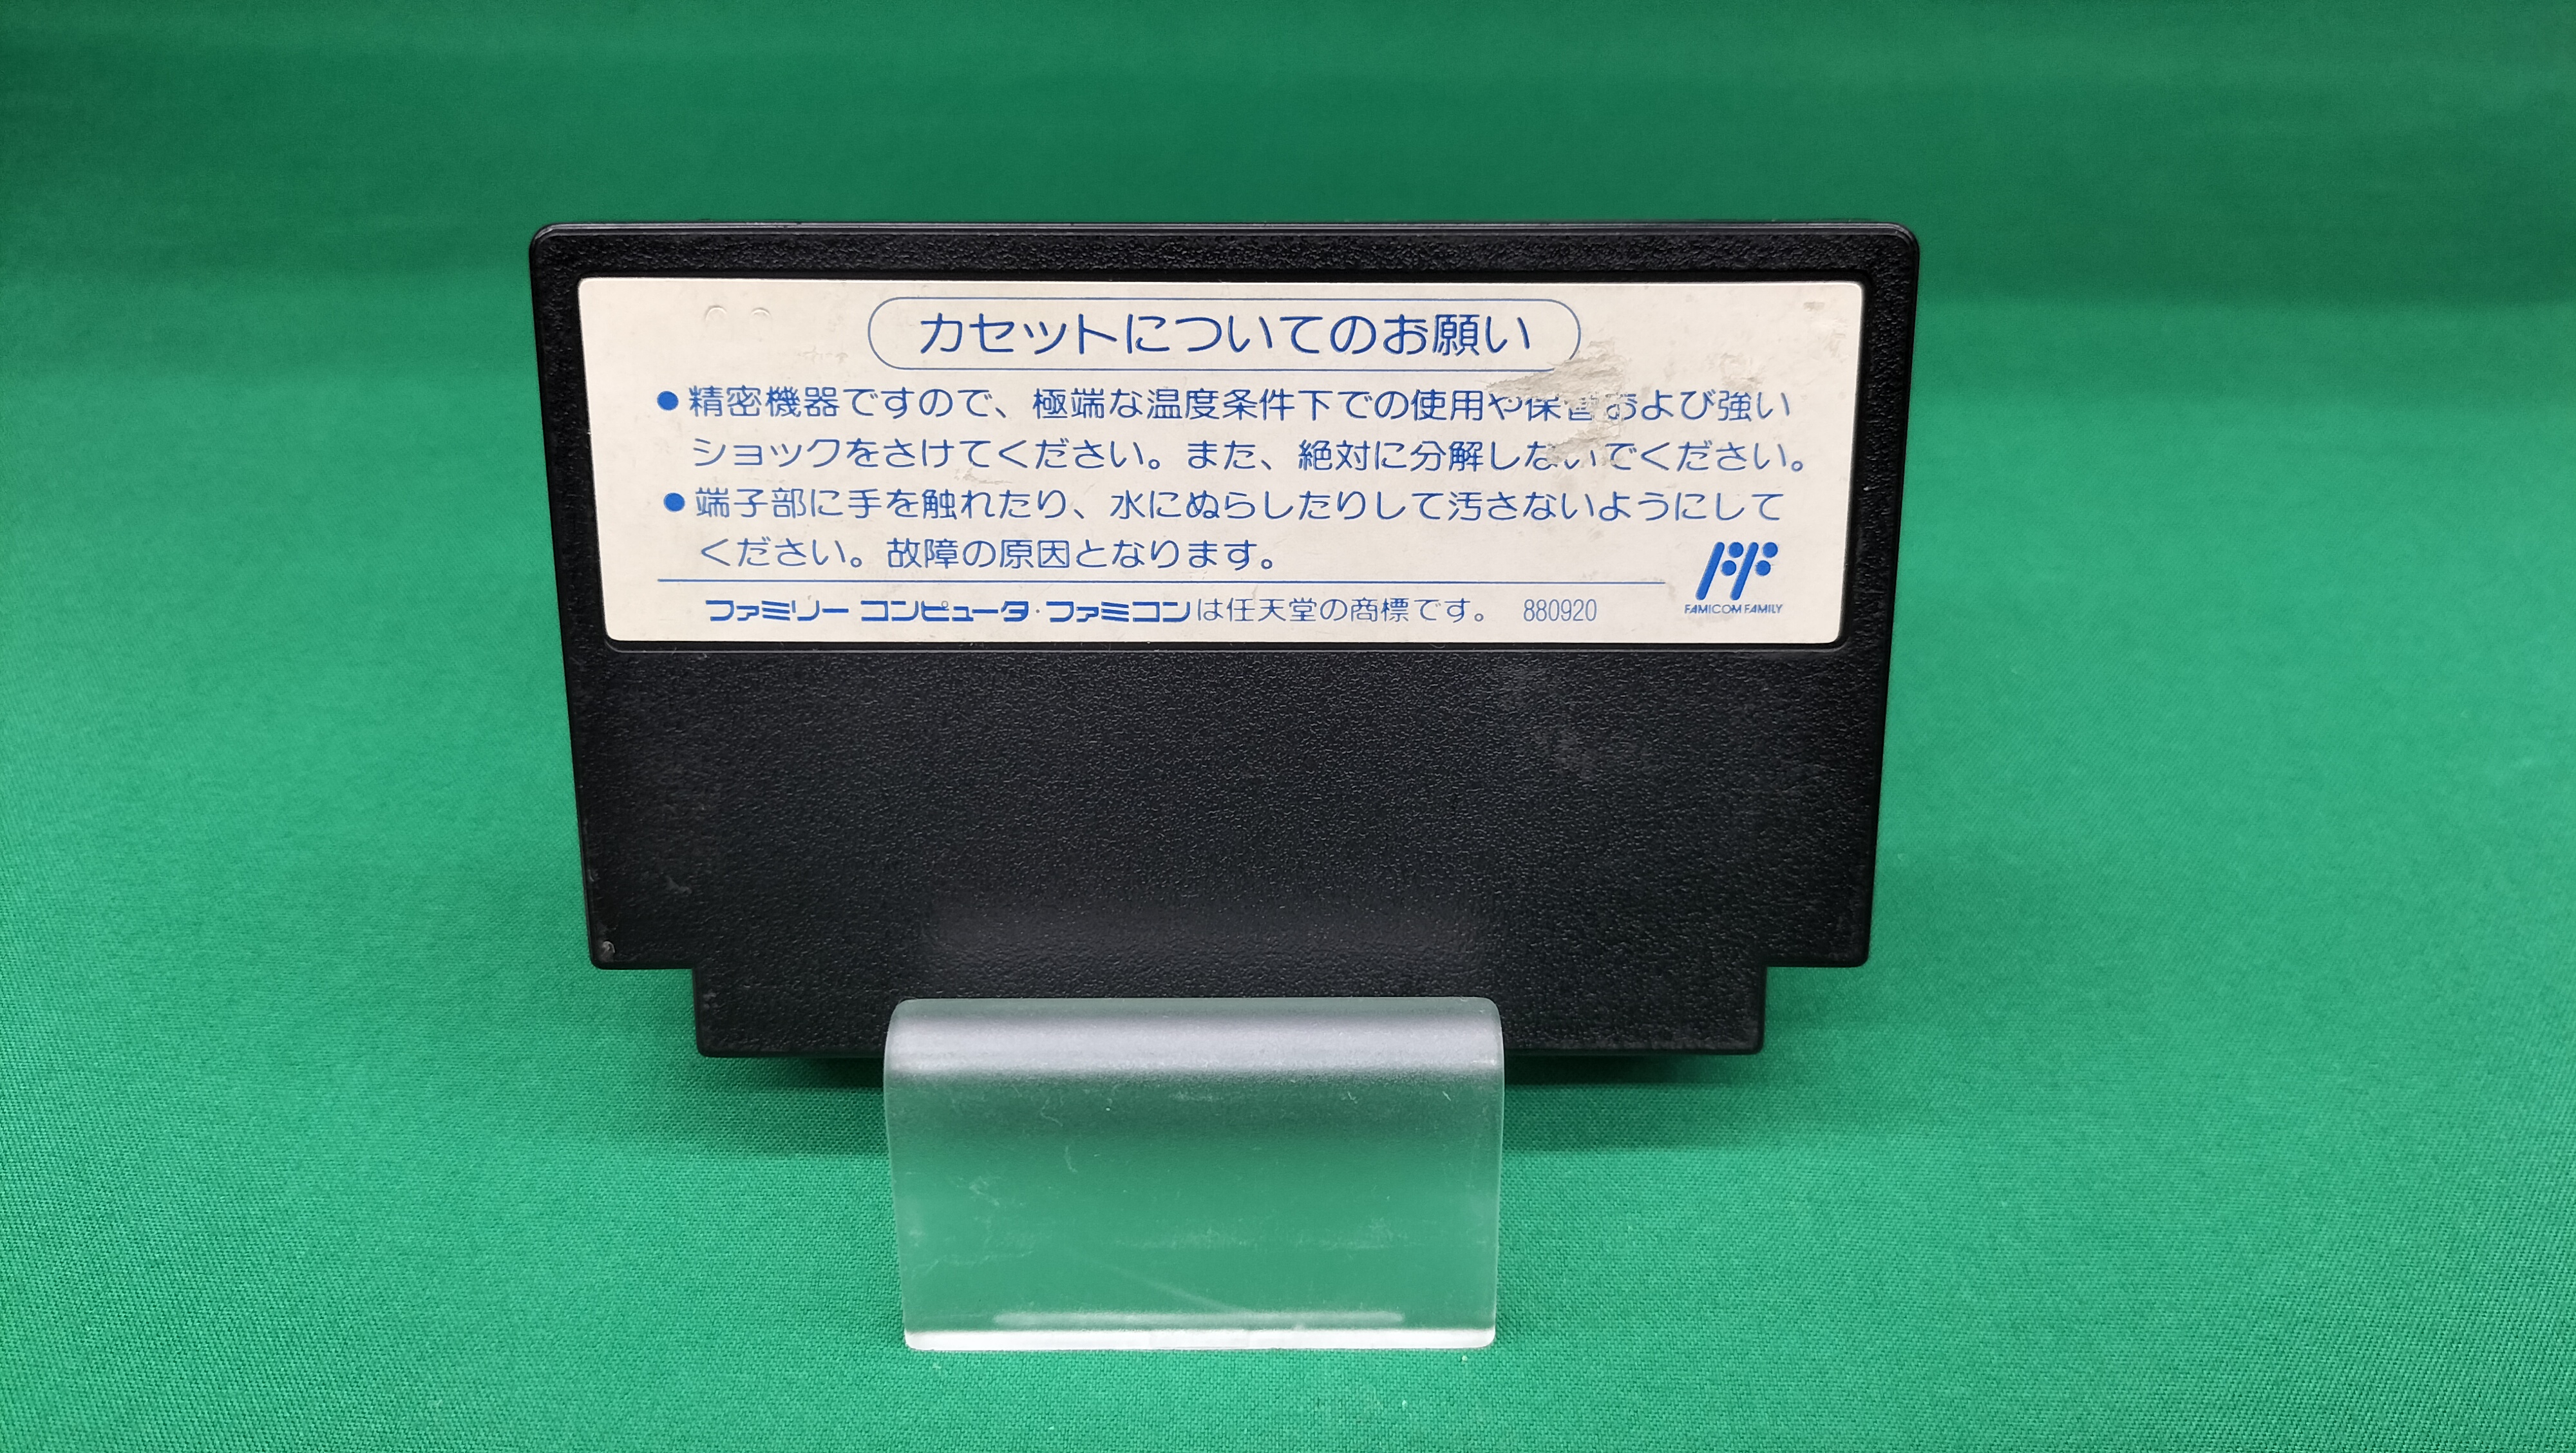 カセットについてのお願い
●精密機器ですので、極端な温度条件下での使用や保管および強い
ショックをさけてください。また、絶対に分解しないでください。
●端子部に手を触れたり、水にぬらしたりして汚さないようにして
ください。故障の原因となります。
ファミリー コンピュータ・ファミコンは任天堂の商標です。 880920
FAMICOM FAMILY